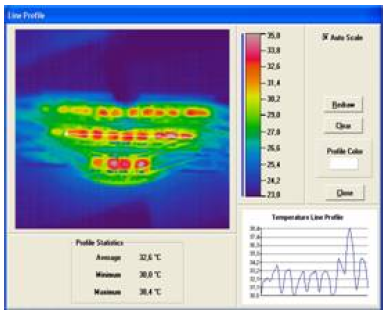 Line Profile
35,0
33,8
32,6
31,4
30,2
29,0
27,8
26,6
25,4
24,2
23,0
Auto Scale
Redraw
Clear
Profile Color
Close
Profile Statistics
Average 32,6 °C
Minimum 30,0 °C
Maximum 38,4 °C
Temperature Line Profile